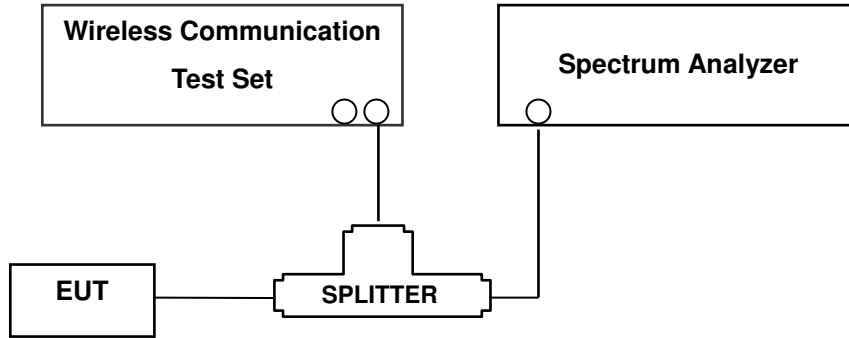 Wireless Communication
Test Set
Spectrum Analyzer
EUT
SPLITTER